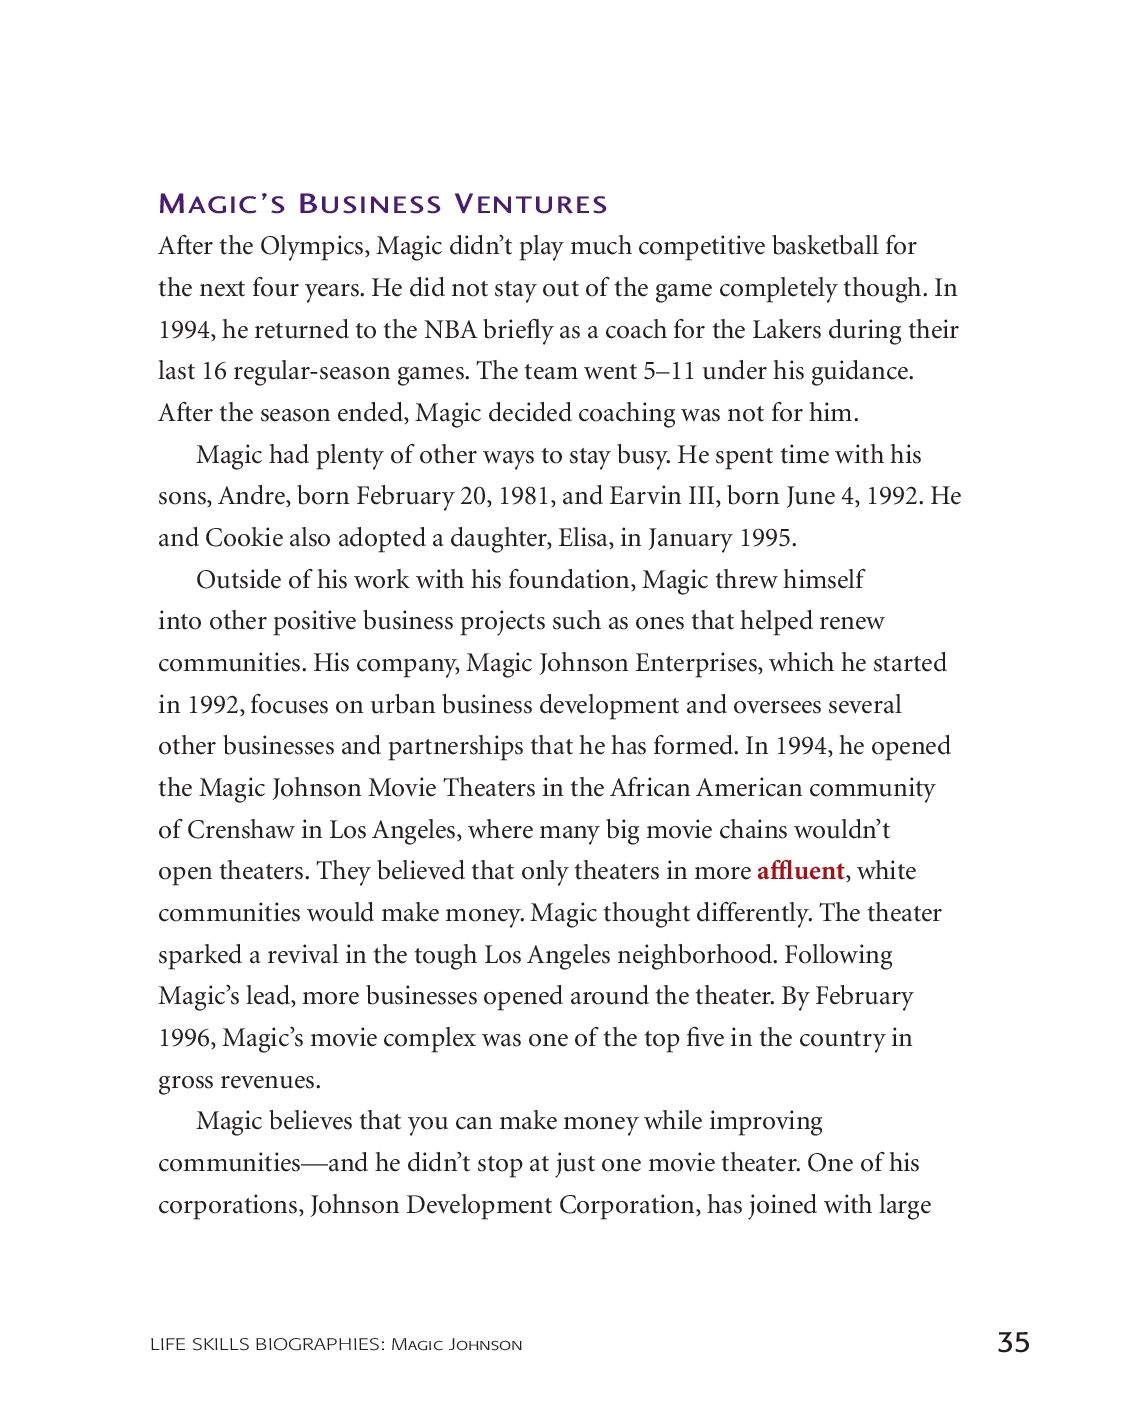 Magic’s Business Ventures
After the Olympics, Magic didn’t play much competitive basketball for
the next four years. He did not stay out of the game completely though. In
1994, he returned to the NBA briefly as a coach for the Lakers during their
last 16 regular-season games. The team went 5–11 under his guidance.
After the season ended, Magic decided coaching was not for him.
Magic had plenty of other ways to stay busy. He spent time with his
sons, Andre, born February 20, 1981, and Earvin III, born June 4, 1992. He
and Cookie also adopted a daughter, Elisa, in January 1995.
Outside of his work with his foundation, Magic threw himself
into other positive business projects such as ones that helped renew
communities. His company, Magic Johnson Enterprises, which he started
in 1992, focuses on urban business development and oversees several
other businesses and partnerships that he has formed. In 1994, he opened
the Magic Johnson Movie Theaters in the African American community
of Crenshaw in Los Angeles, where many big movie chains wouldn’t
open theaters. They believed that only theaters in more affluent, white
communities would make money. Magic thought differently. The theater
sparked a revival in the tough Los Angeles neighborhood. Following
Magic’s lead, more businesses opened around the theater. By February
1996, Magic’s movie complex was one of the top five in the country in
gross revenues.
Magic believes that you can make money while improving
communities—and he didn’t stop at just one movie theater. One of his
corporations, Johnson Development Corporation, has joined with large
LIFE SKILLS BIOGRAPHIES: Magic Johnson 35